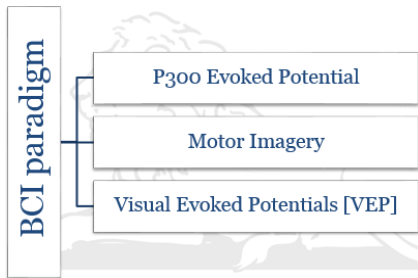 BCI paradigm
P300 Evoked Potential
Motor Imagery
Visual Evoked Potentials [VEP]